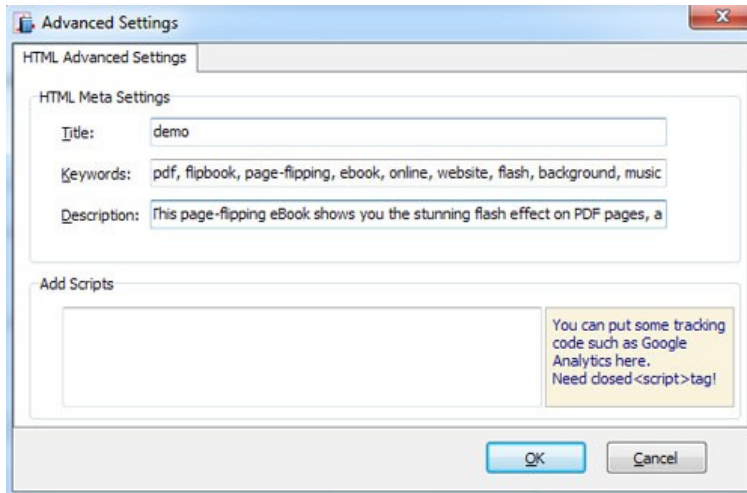 Advanced Settings
HTML Advanced Settings
HTML Meta Settings
Title: demo
Keywords: pdf, flipbook, page-flipping, ebook, online, website, flash, background, music
Description: This page-flipping eBook shows you the stunning flash effect on PDF pages, a
Add Scripts
You can put some tracking
code such as Google
Analytics here.
Need closed<script>tag!
OK Cancel